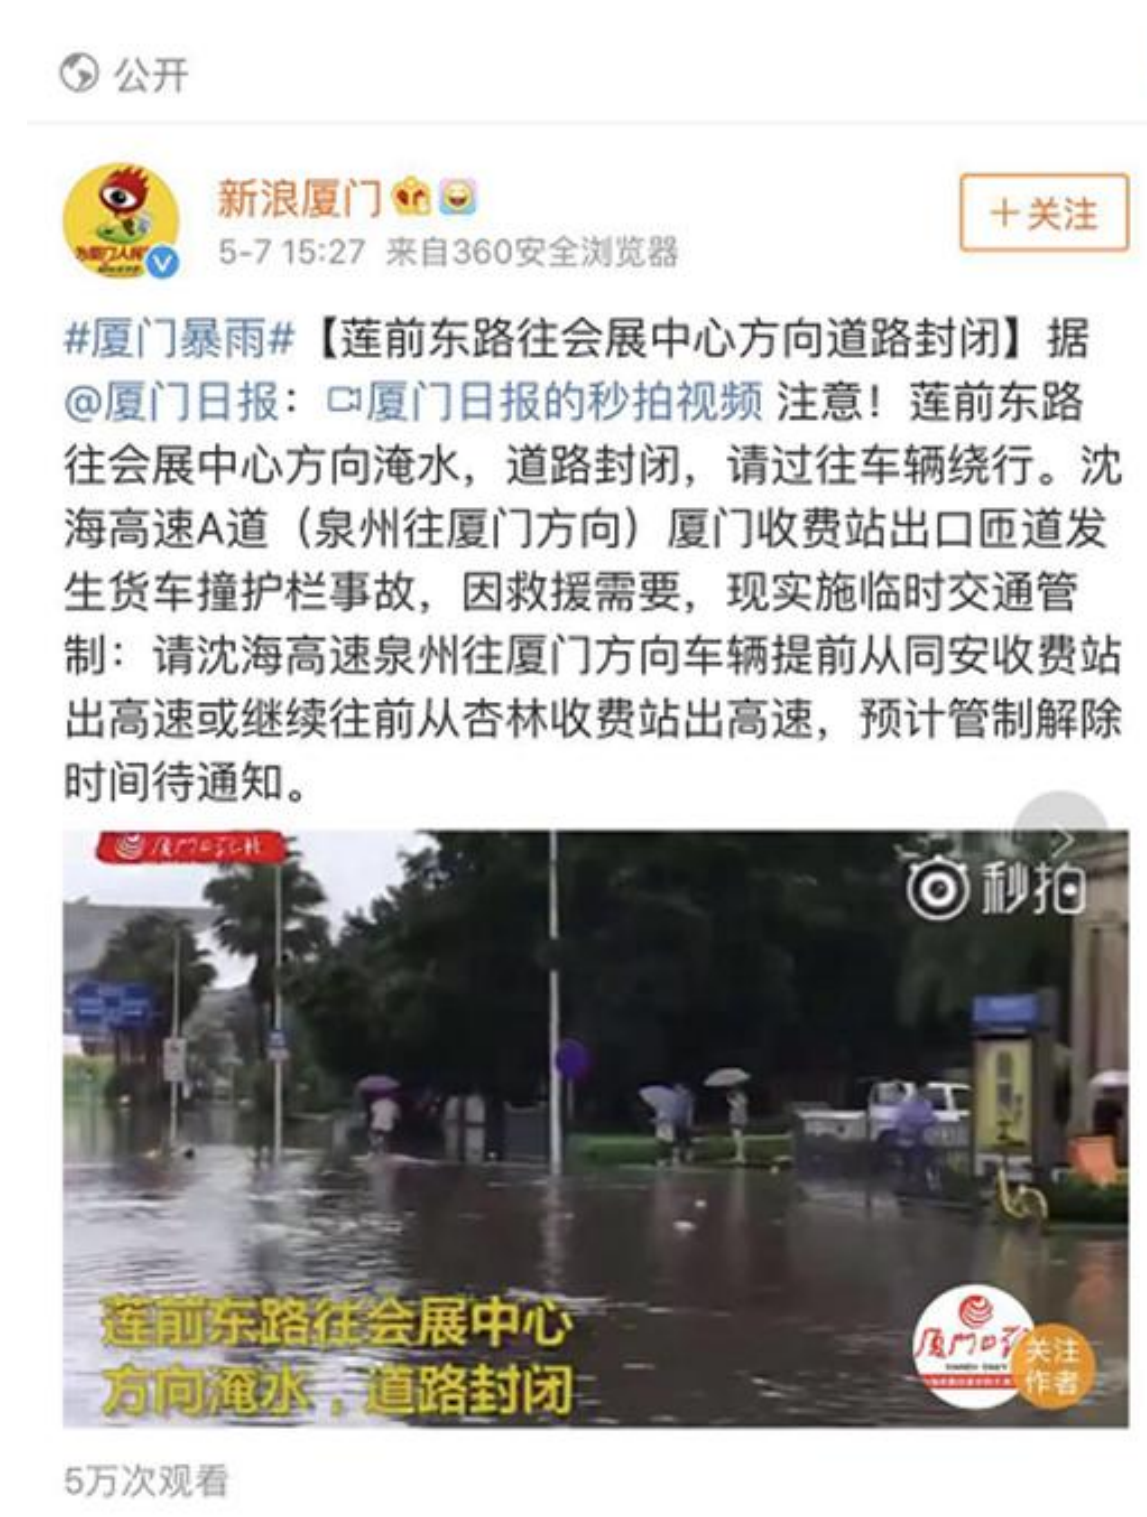 公开
新浪厦门
5-7 15:27 来自360安全浏览器
+关注
#厦门暴雨#【莲前东路往会展中心方向道路封闭】据
@厦门日报：厦门日报的秒拍视频 注意！莲前东路
往会展中心方向淹水，道路封闭，请过往车辆绕行。沈
海高速A道（泉州往厦门方向）厦门收费站出口匝道发
生货车撞护栏事故，因救援需要，现实施临时交通管
制：请沈海高速泉州往厦门方向车辆提前从同安收费站
出高速或继续往前从杏林收费站出高速，预计管制解除
时间待通知。
厦门日报社
秒拍
莲前东路往会展中心
方向淹水，道路封闭
厦门日报
关注
作者
5万次观看